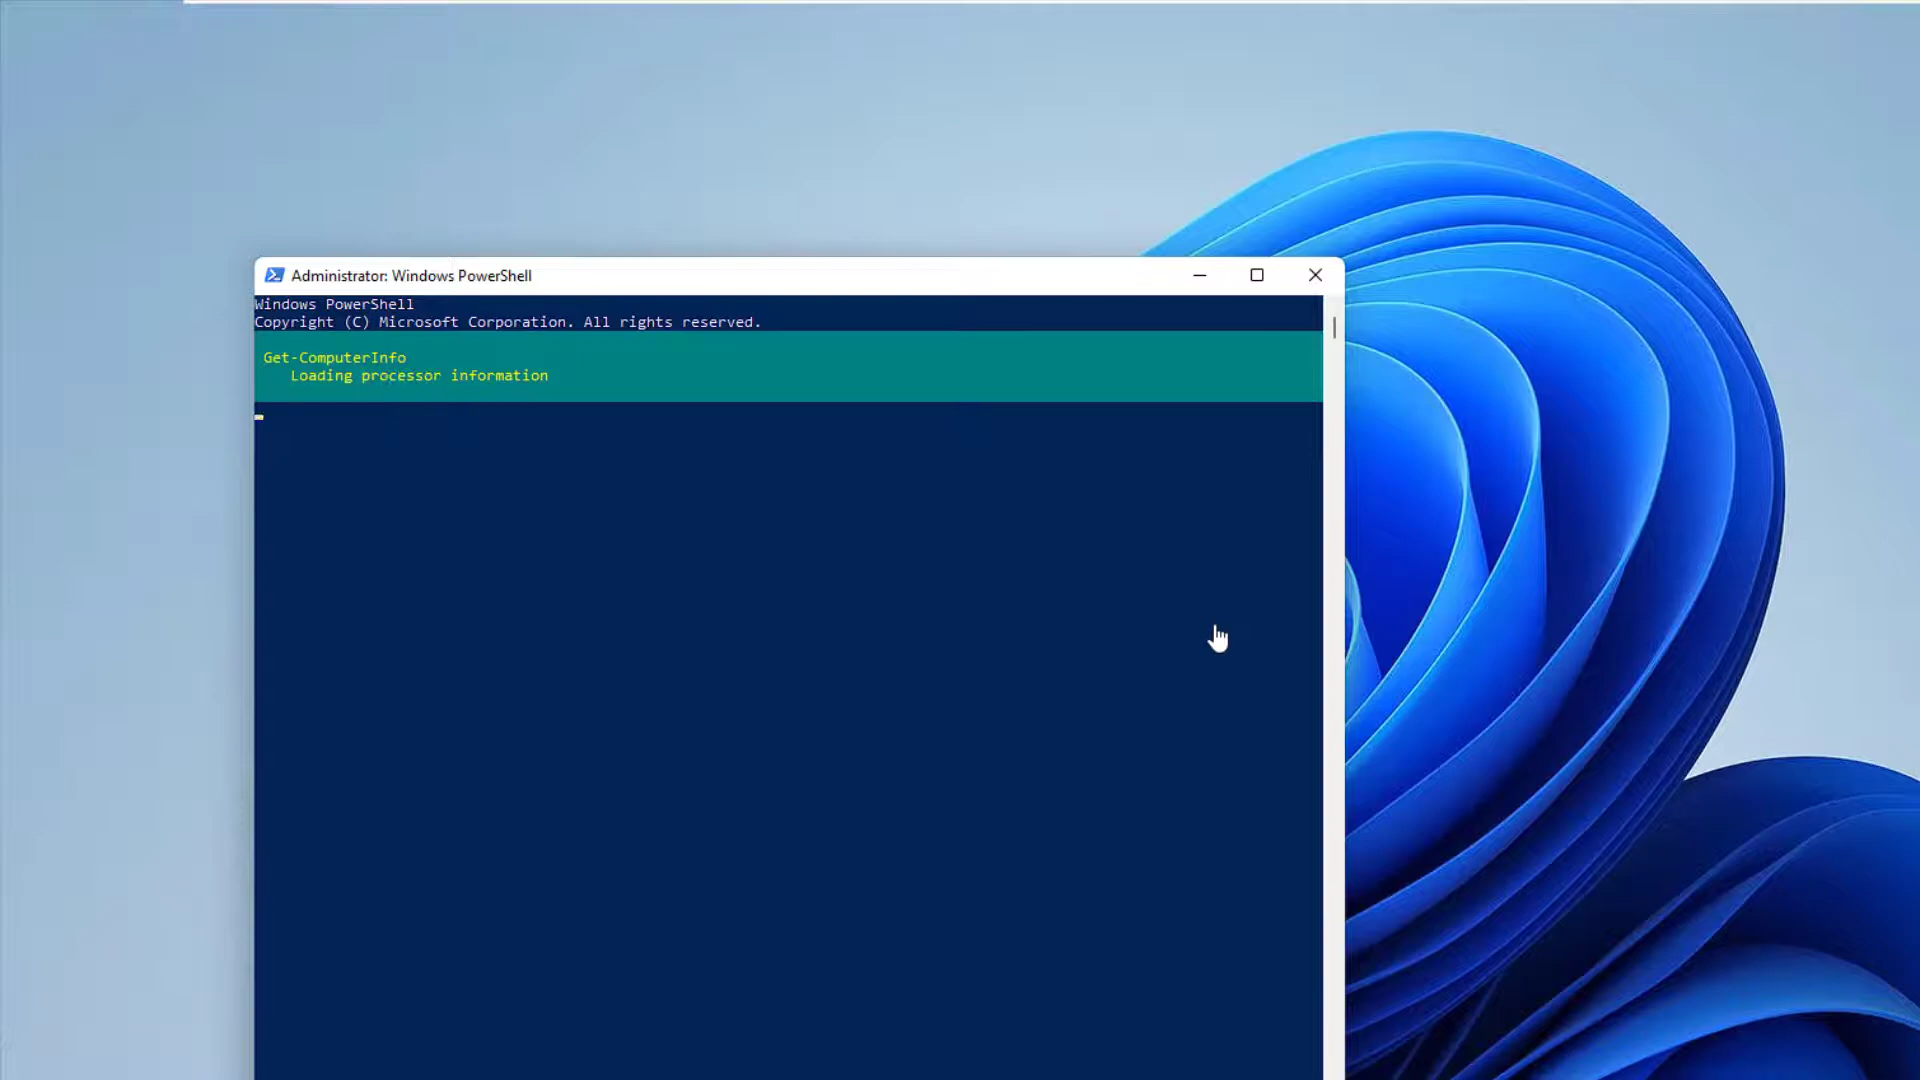 Administrator: Windows PowerShell
Windows PowerShell
Copyright (C) Microsoft Corporation. All rights reserved.
Get-ComputerInfo
Loading processor information